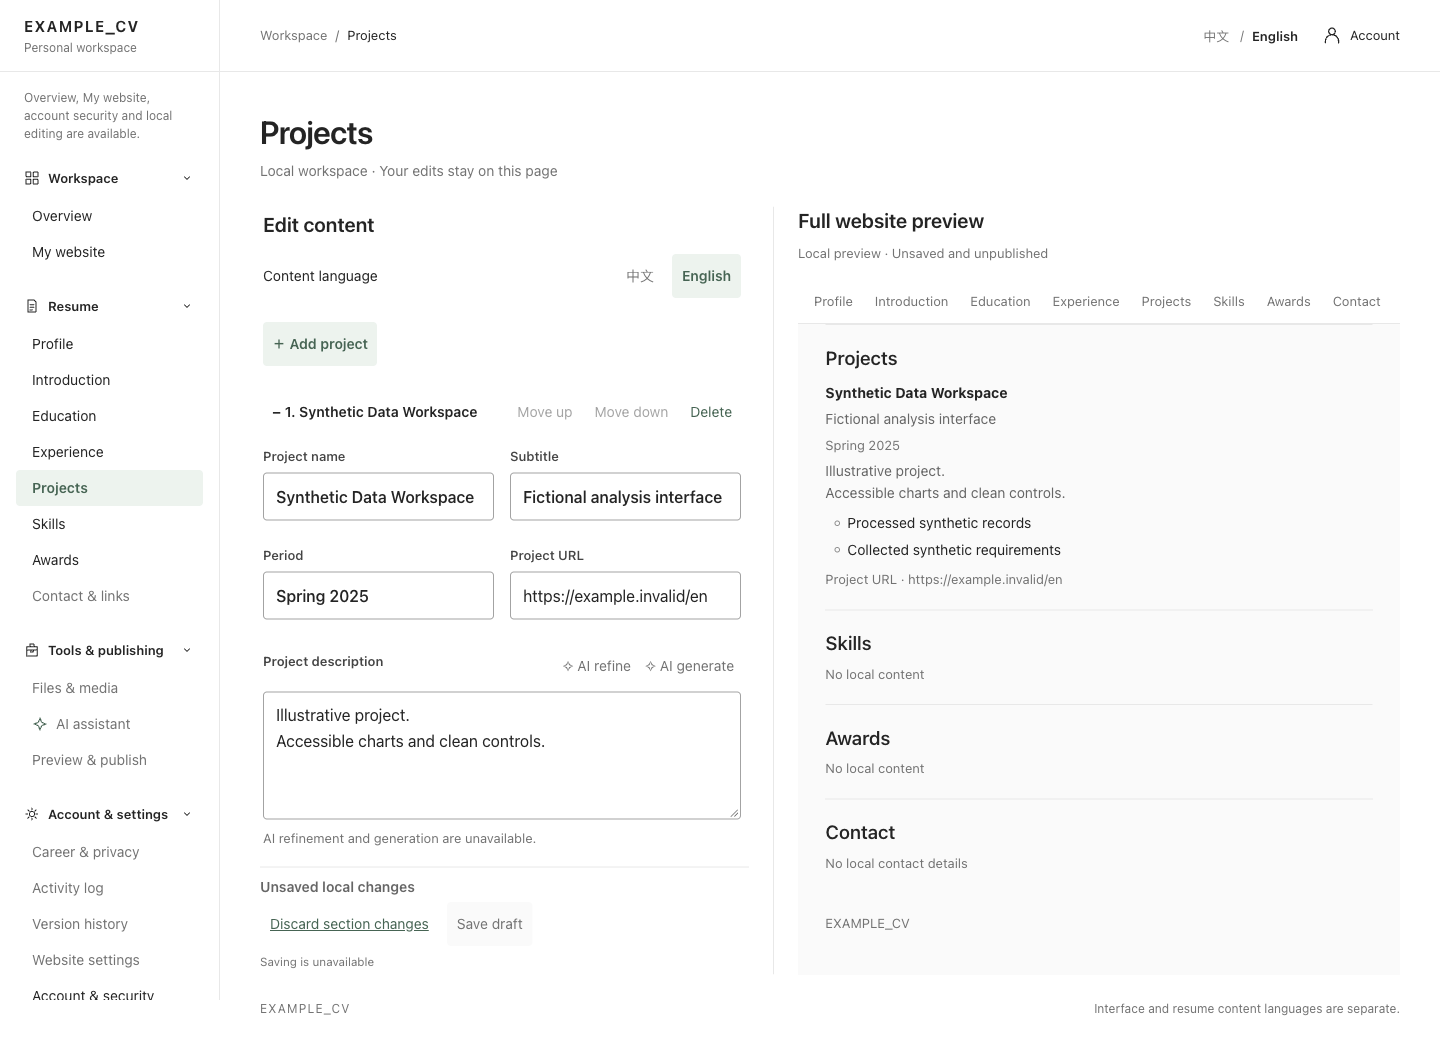 EXAMPLE_CV
Personal workspace
Workspace / Projects
中文 / English
Account
Overview, My website,
account security and local
editing are available.
Workspace
Overview
My website
Resume
Profile
Introduction
Education
Experience
Projects
Skills
Awards
Contact & links
Tools & publishing
Files & media
AI assistant
Preview & publish
Account & settings
Career & privacy
Activity log
Version history
Website settings
Account & security
Projects
Local workspace · Your edits stay on this page
Edit content
Content language
中文 English
+ Add project
– 1. Synthetic Data Workspace
Move up Move down Delete
Project name
Synthetic Data Workspace
Subtitle
Fictional analysis interface
Period
Spring 2025
Project URL
https://example.invalid/en
Project description
AI refine AI generate
Illustrative project.
Accessible charts and clean controls.
AI refinement and generation are unavailable.
Unsaved local changes
Discard section changes Save draft
Saving is unavailable
Full website preview
Local preview · Unsaved and unpublished
Profile Introduction Education Experience Projects Skills Awards Contact
Projects
Synthetic Data Workspace
Fictional analysis interface
Spring 2025
Illustrative project.
Accessible charts and clean controls.
Processed synthetic records
Collected synthetic requirements
Project URL · https://example.invalid/en
Skills
No local content
Awards
No local content
Contact
No local contact details
EXAMPLE_CV
EXAMPLE_CV
Interface and resume content languages are separate.